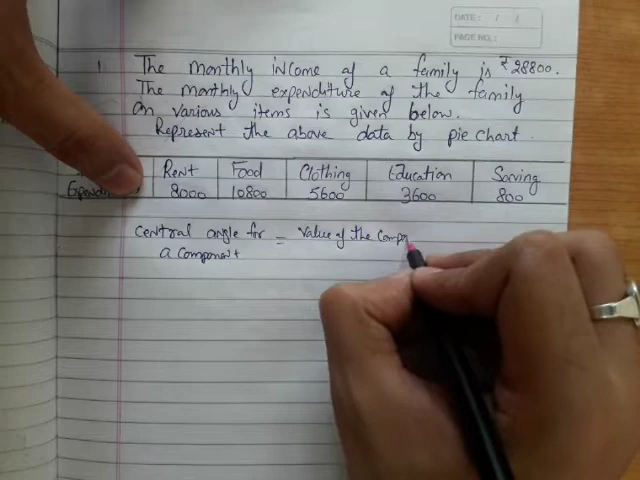 DATE: / /
PAGE NO.:
1 The monthly income of a family is ₹28800.
The monthly expenditure of the family
on various items is given below.
Represent the above data by pie chart.
Rent Food Clothing Education Saving
8000 10800 5600 3600 800
central angle for = Value of the Compo
a component